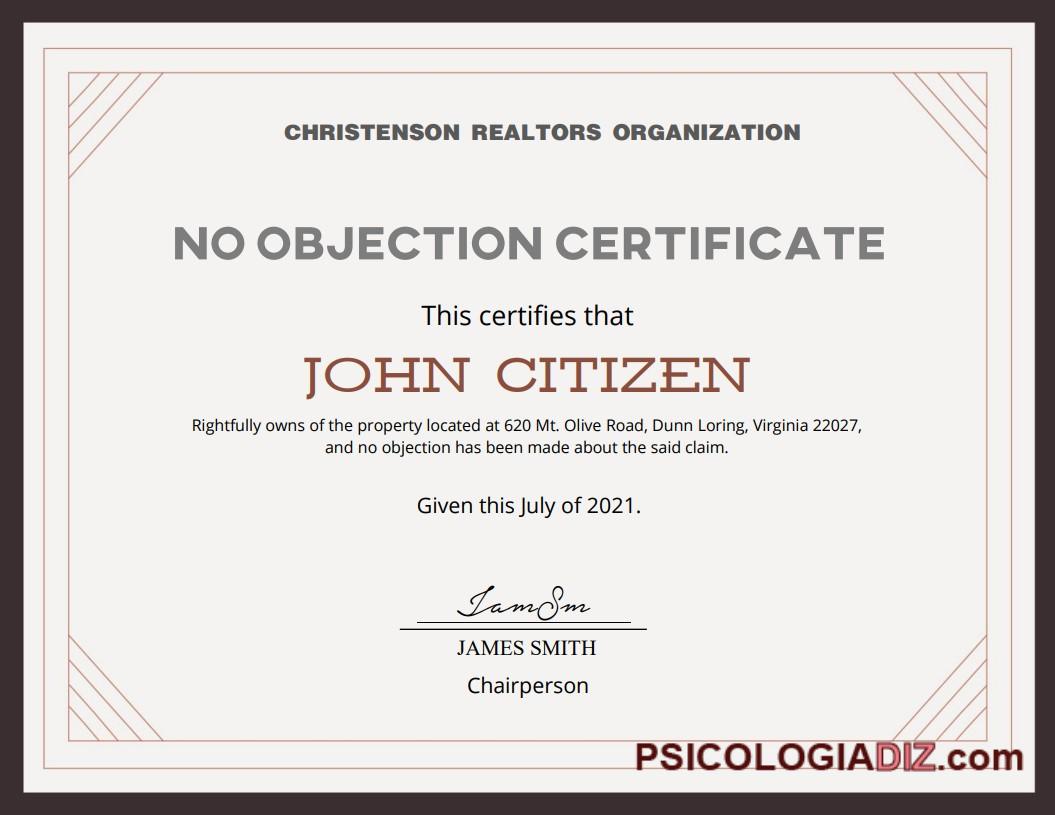 CHRISTENSON REALTORS ORGANIZATION
NO OBJECTION CERTIFICATE
This certifies that
JOHN CITIZEN
Rightfully owns of the property located at 620 Mt. Olive Road, Dunn Loring, Virginia 22027,
and no objection has been made about the said claim.
Given this July of 2021.
JamSm
JAMES SMITH
Chairperson
PSICOLOGIADIZ.com